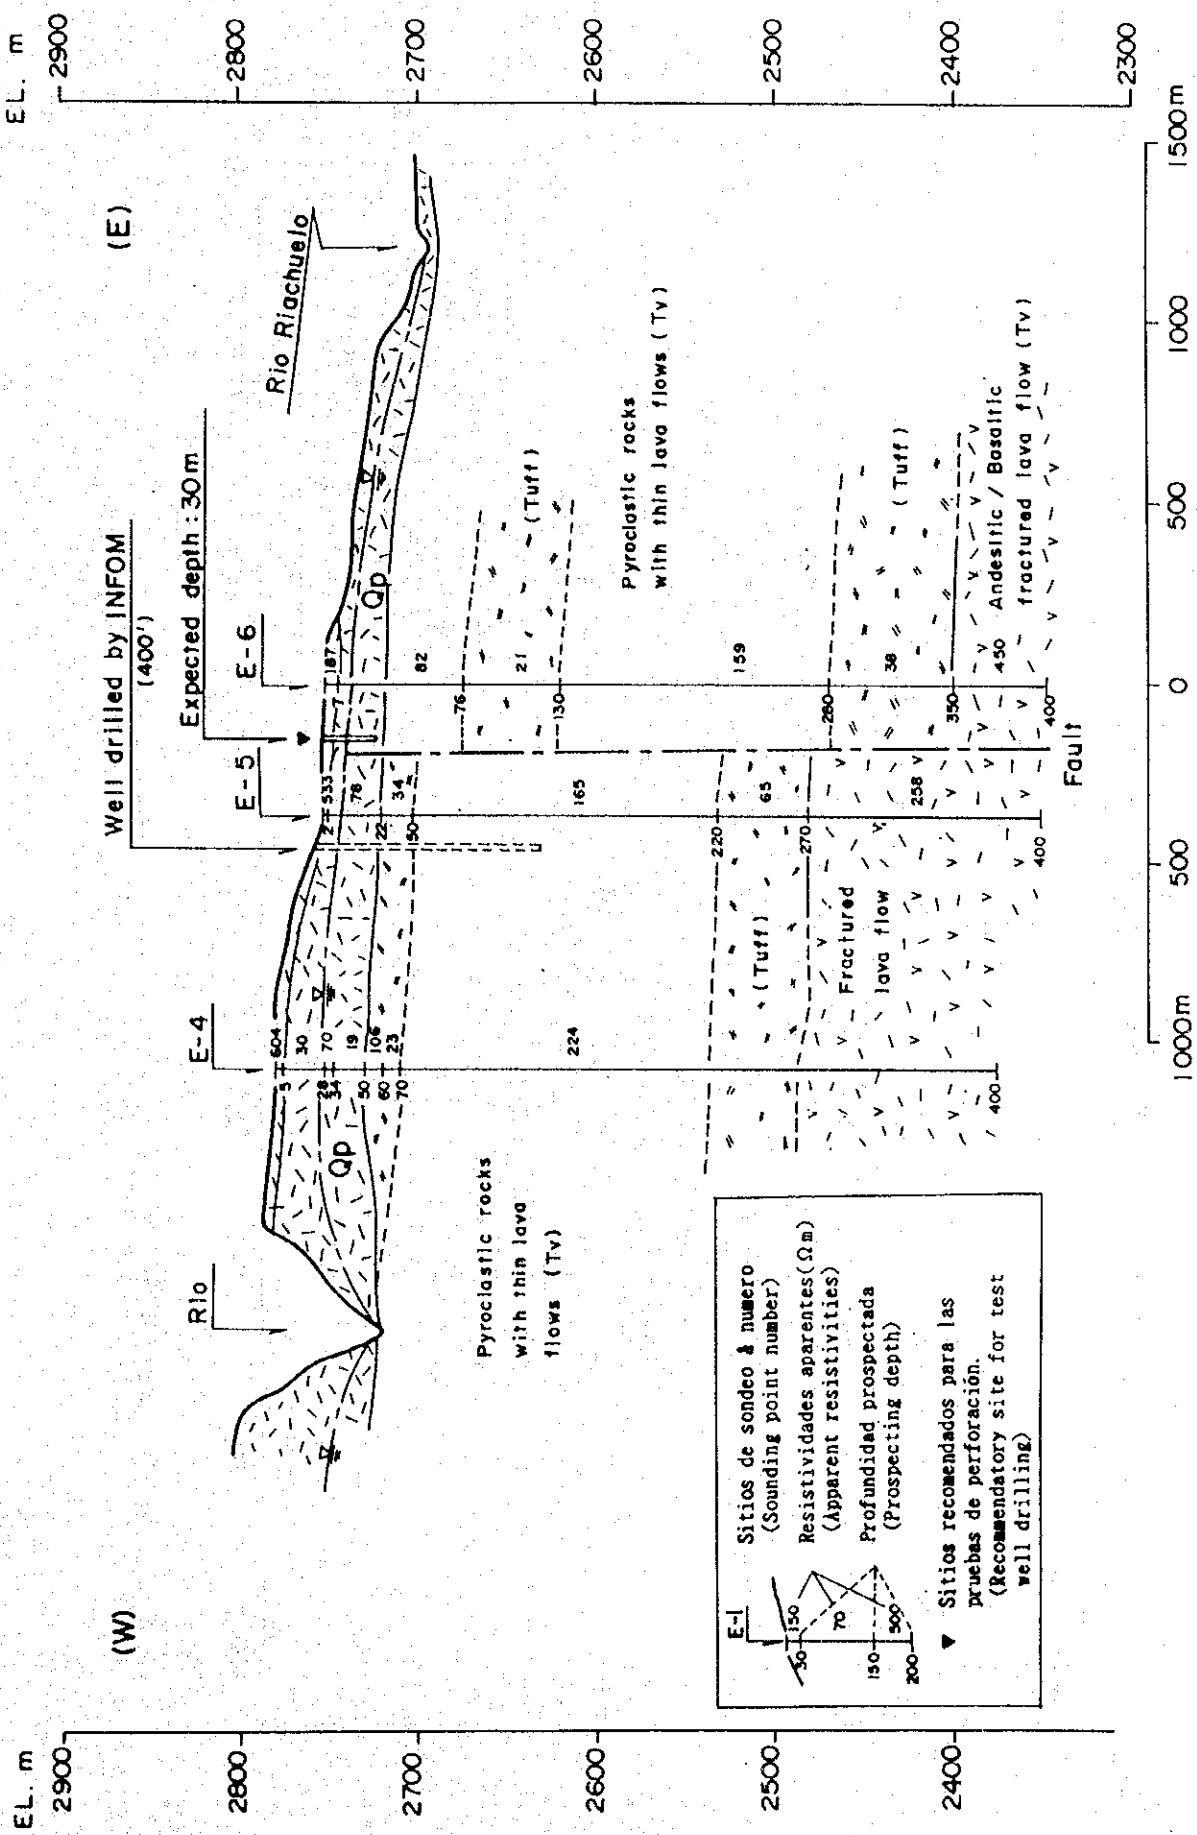 EL. m
2900
2800
2700
2600
2500
2400
(W)
Rio
E-4
Well drilled by INFOM
(400')
E-5
Expected depth : 30m
E-6
Rio Riachuelo
(E)
EL. m
2900
2800
2700
2600
2500
2400
2300
Qp
Pyroclastic rocks
with thin lava
flows (Tv)
5
28
34
50
60
70
400
604
30
70
19
106
23
224
(Tuff)
Fractured
lava flow
2
22
50
220
270
400
533
78
34
165
65
258
Fault
7
76
130
280
350
400
187
82
21
159
38
450
Qp
(Tuff)
Pyroclastic rocks
with thin lava flows (Tv)
(Tuff)
Andesitic / Basaltic
fractured lava flow (Tv)
1000m
500
0
500
1000
1500m
E-1
30
150
200
150
70
500
Sitios de sondeo & numero
(Sounding point number)
Resistividades aparentes (Ωm)
(Apparent resistivities)
Profundidad prospectada
(Prospecting depth)
▼ Sitios recomendados para las
pruebas de perforación.
(Recommendatory site for test
well drilling)